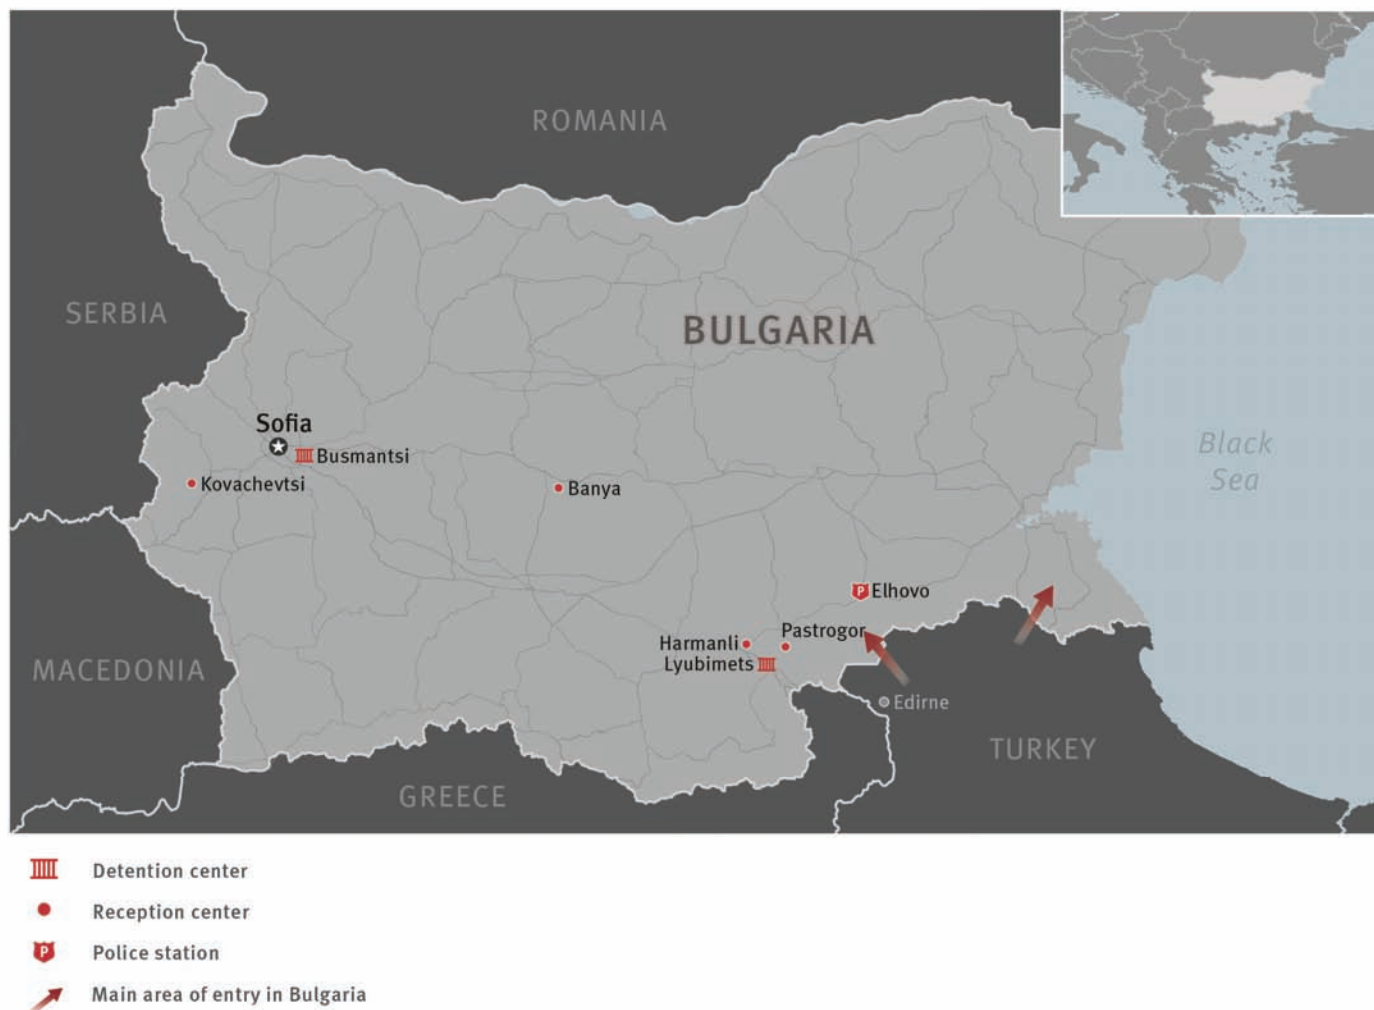 ROMANIA
SERBIA
BULGARIA
Sofia
Busmantsi
Kovachevtsi
Banya
Black
Sea
Elhovo
Pastrogor
Harmanli
Lyubimets
MACEDONIA
Edirne
TURKEY
GREECE
Detention center
Reception center
P Police station
Main area of entry in Bulgaria